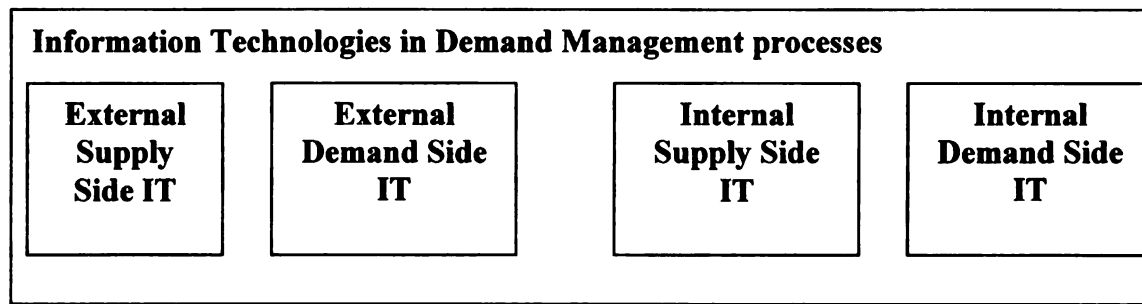 Information Technologies in Demand Management processes
External
Supply
Side IT
External
Demand Side
IT
Internal
Supply Side
IT
Internal
Demand Side
IT